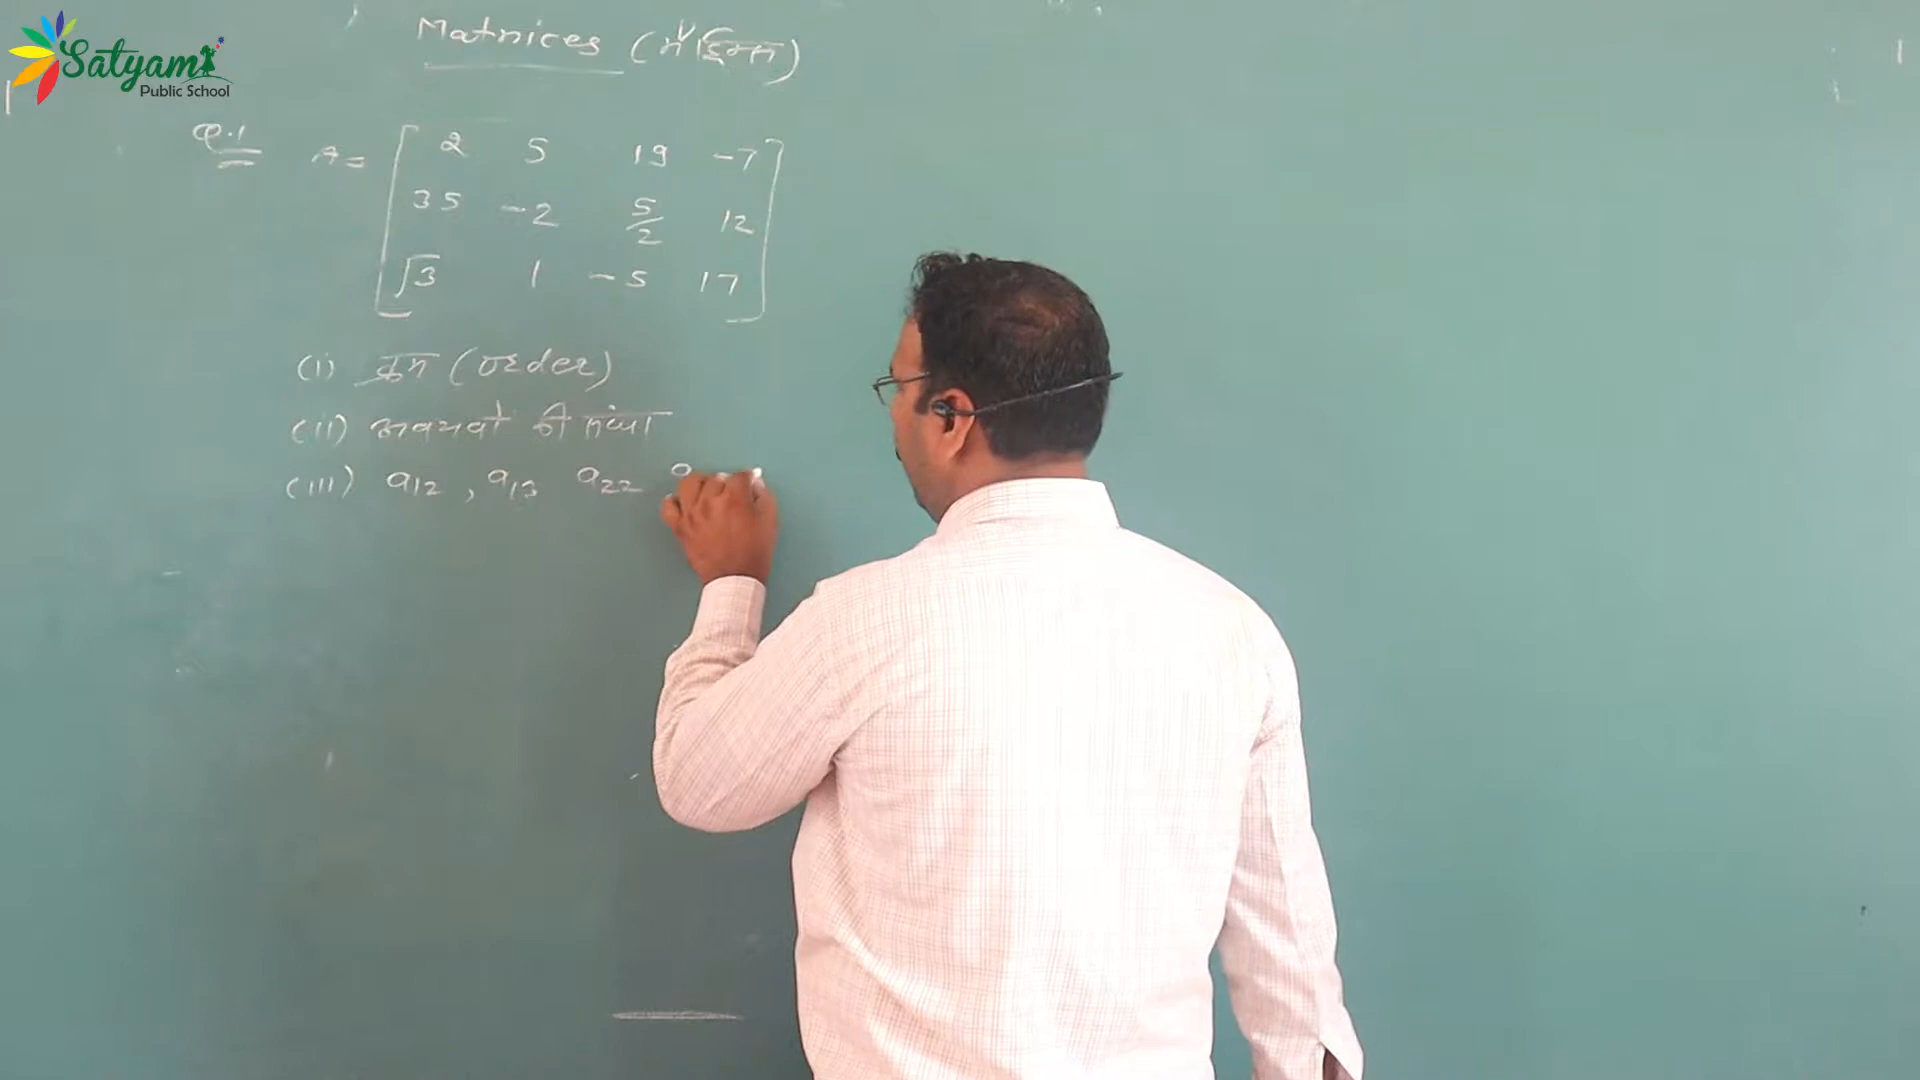 Satyam
Public School
Matrices (मैट्रिक्स)
Q.1 A = [ 2 5 19 -7
35 -2 5/2 12
√3 1 -5 17 ]
(i) क्रम (order)
(ii) अवयवों की संख्या
(iii) a12 , a13 a22 a